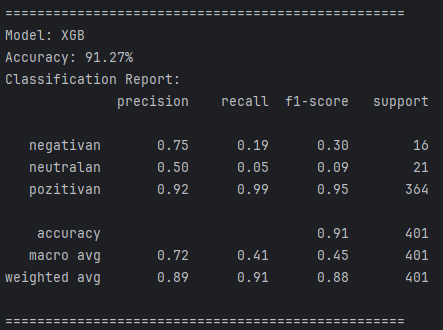 ==================================================
Model: XGB
Accuracy: 91.27%
Classification Report:
              precision    recall  f1-score   support

   negativan       0.75      0.19      0.30        16
   neutralan       0.50      0.05      0.09        21
   pozitivan       0.92      0.99      0.95       364

    accuracy                           0.91       401
   macro avg       0.72      0.41      0.45       401
weighted avg       0.89      0.91      0.88       401

==================================================